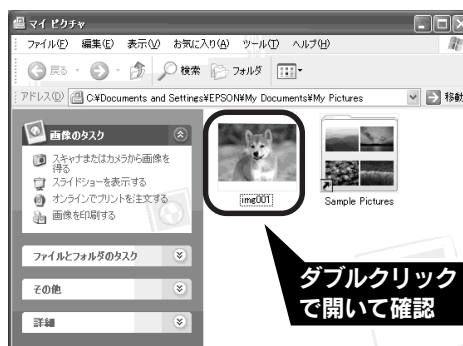 マイ ピクチャ
ファイル(F) 編集(E) 表示(V) お気に入り(A) ツール(T) ヘルプ(H)
戻る 検索 フォルダ
アドレス(D) C:¥Documents and Settings¥EPSON¥My Documents¥My Pictures 移動
画像のタスク
スキャナまたはカメラから画像を
得る
スライドショーを表示する
オンラインでプリントを注文する
画像を印刷する
img001
Sample Pictures
ファイルとフォルダのタスク
その他
詳細
ダブルクリック
で開いて確認